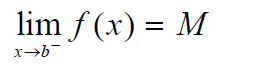 lim f(x) = M
x→b⁻